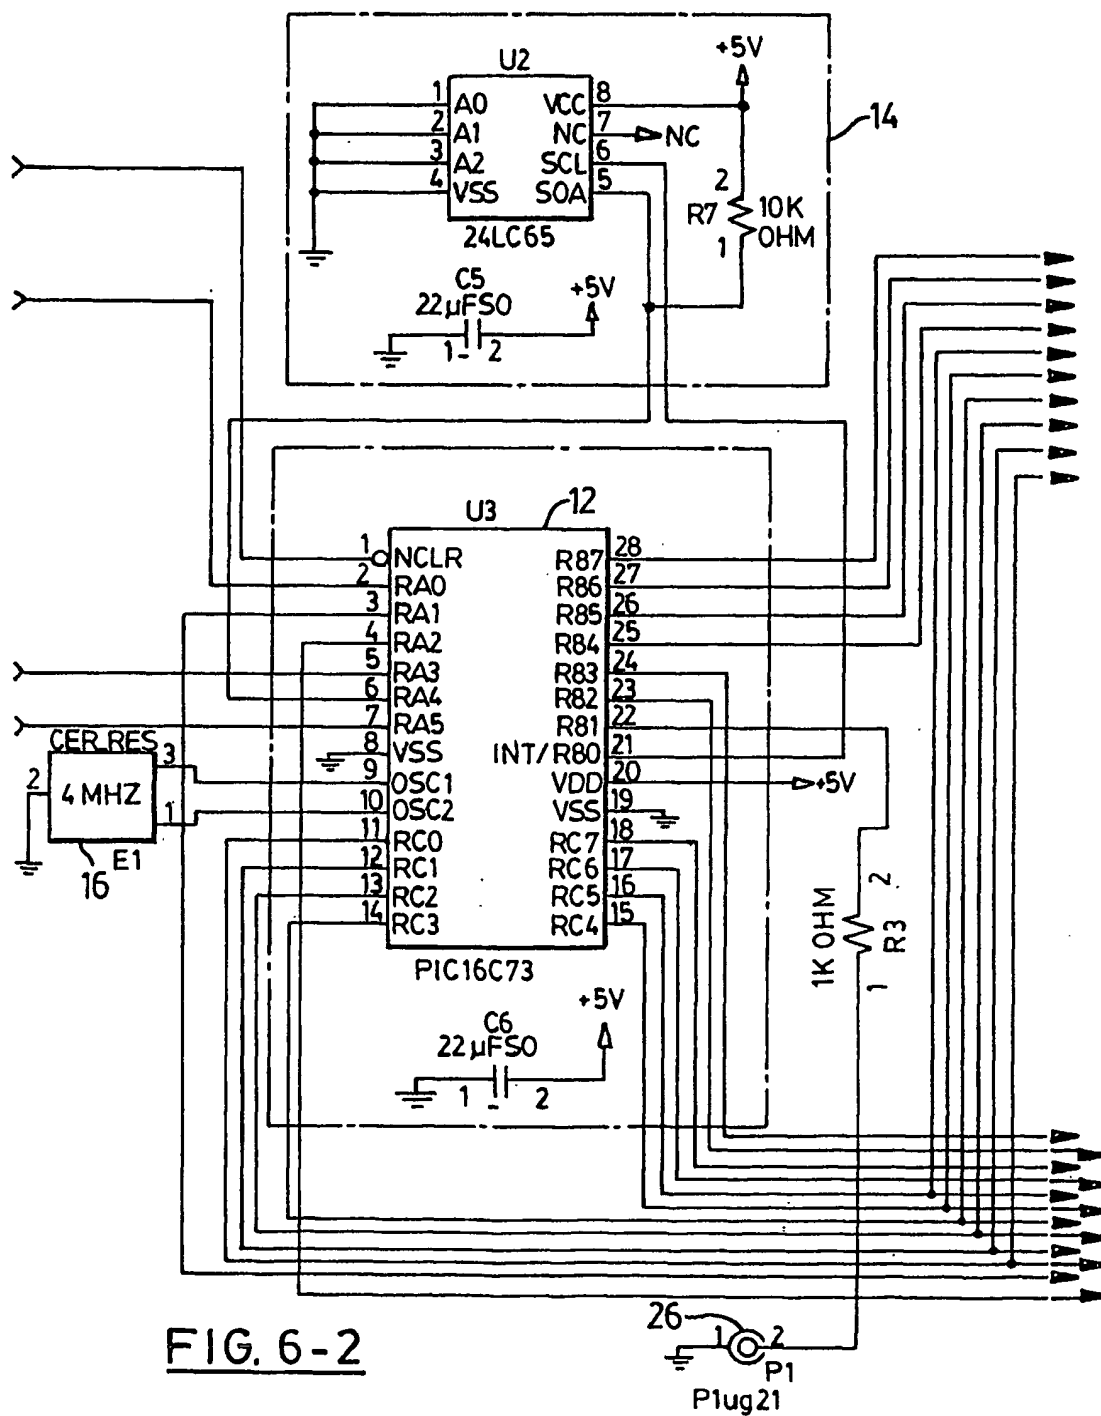 +5V
U2
1 A0 VCC 8
2 A1 NC 7 NC
3 A2 SCL 6
4 VSS SOA 5
24LC65
14
2
R7 10K OHM
1
C5
22µFSO
+5V
1 - 2
U3
12
1 NCLR R87 28
2 RA0 R86 27
3 RA1 R85 26
4 RA2 R84 25
5 RA3 R83 24
6 RA4 R82 23
7 RA5 R81 22
8 VSS INT/R80 21
9 OSC1 VDD 20 +5V
10 OSC2 VSS 19
11 RC0 RC7 18
12 RC1 RC6 17
13 RC2 RC5 16
14 RC3 RC4 15
PIC16C73
CER_RES
2 4 MHZ 3
1
E1
16
1K OHM
2
R3
1
C6
22µFSO
+5V
1 - 2
26
1 2
P1
Plug21
FIG. 6-2